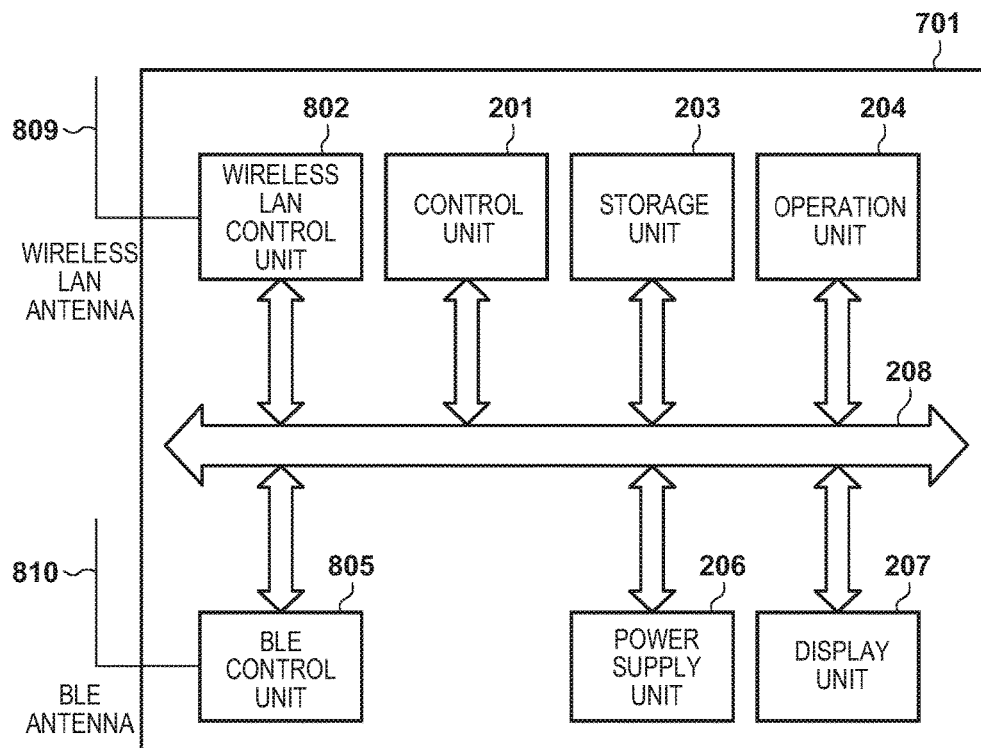 701
809
802
201
203
204
WIRELESS
LAN
CONTROL
UNIT
CONTROL
UNIT
STORAGE
UNIT
OPERATION
UNIT
WIRELESS
LAN
ANTENNA
208
810
805
206
207
BLE
CONTROL
UNIT
POWER
SUPPLY
UNIT
DISPLAY
UNIT
BLE
ANTENNA